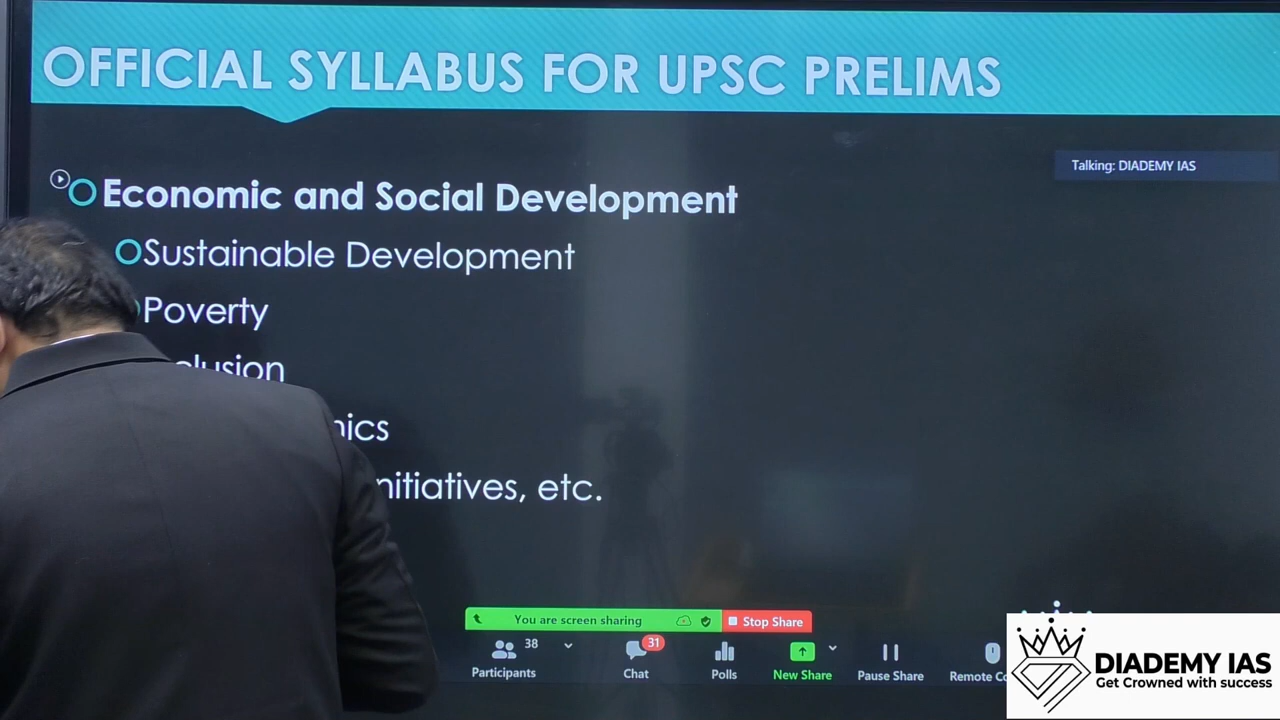 OFFICIAL SYLLABUS FOR UPSC PRELIMS
Talking: DIADEMY IAS
Economic and Social Development
Sustainable Development
Poverty
etc.
You are screen sharing
Stop Share
38
31
Participants
Chat
Polls
New Share
Pause Share
Remote
DIADEMY IAS
Get Crowned with success